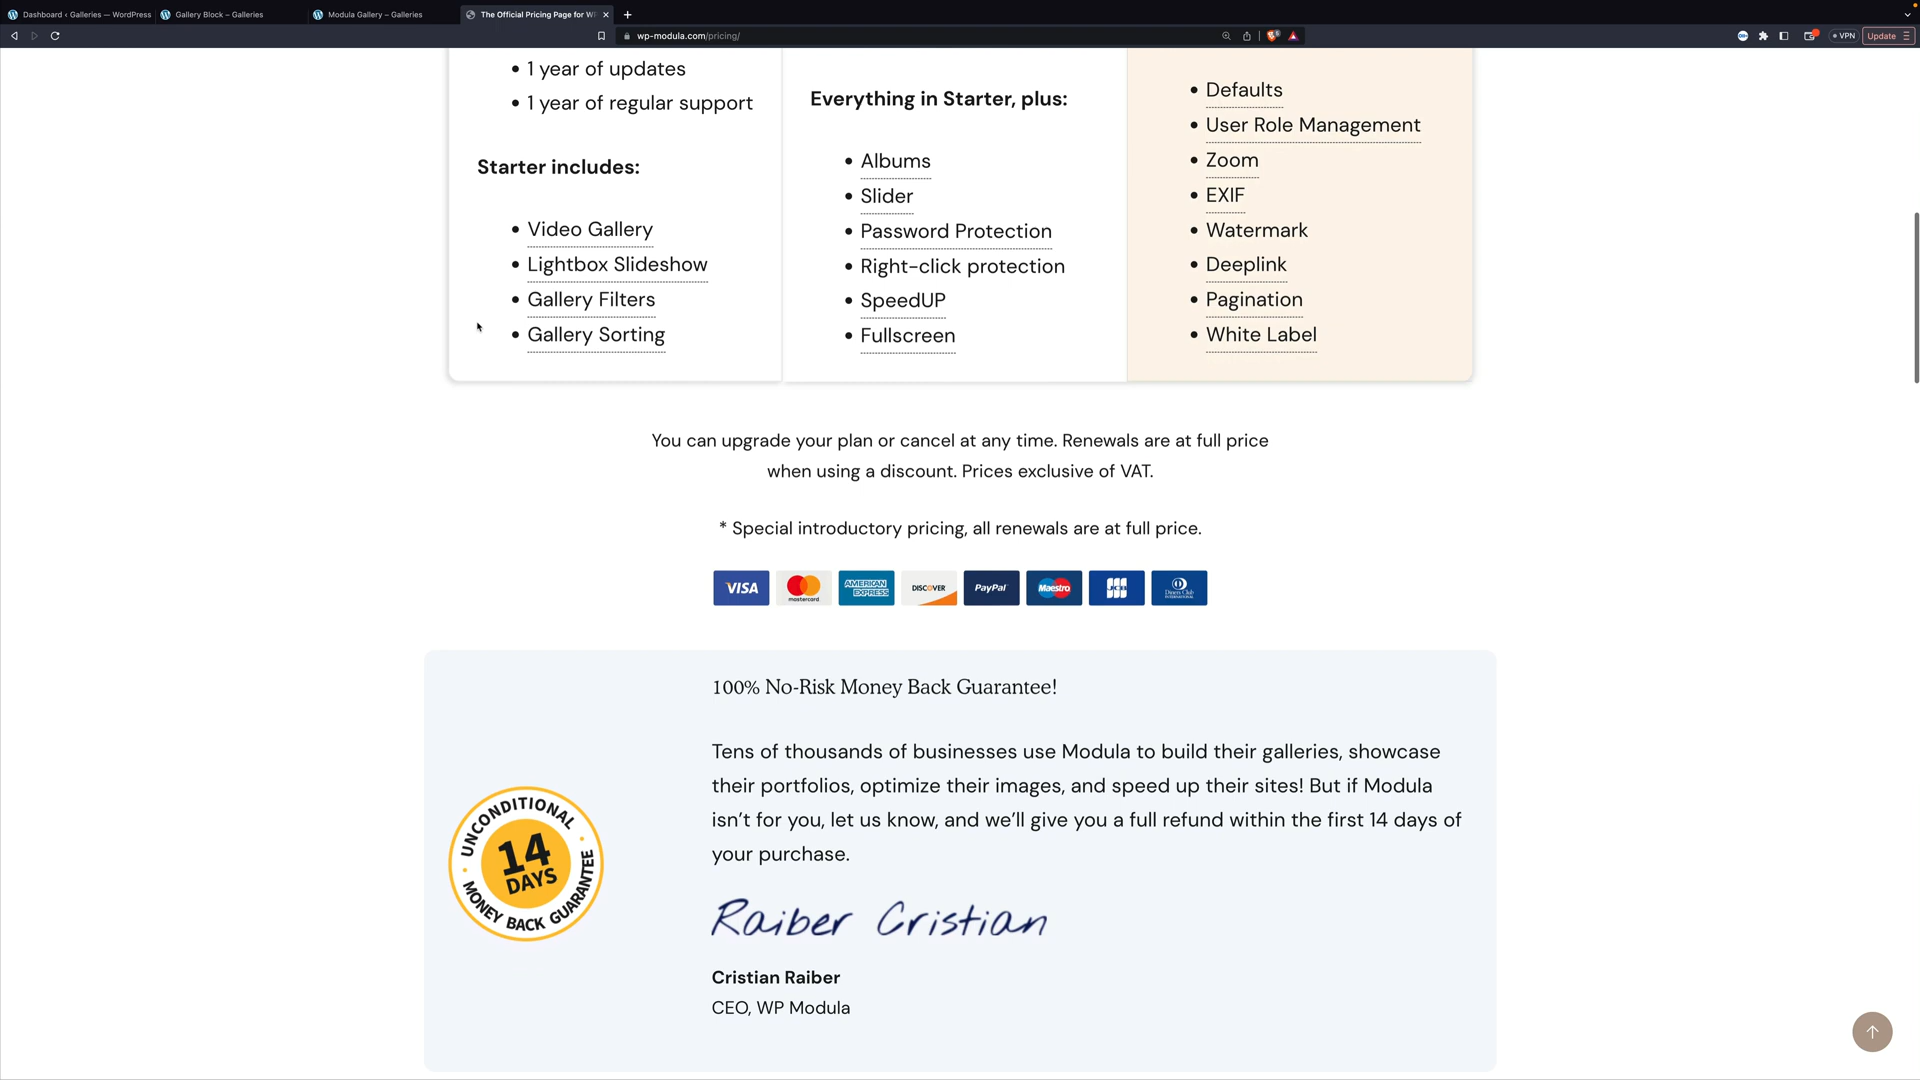 Dashboard ‹ Galleries — WordPress
Gallery Block – Galleries
Modula Gallery – Galleries
The Official Pricing Page for W
wp-modula.com/pricing/
VPN
Update
1 year of updates
1 year of regular support
Starter includes:
Video Gallery
Lightbox Slideshow
Gallery Filters
Gallery Sorting
Everything in Starter, plus:
Albums
Slider
Password Protection
Right-click protection
SpeedUP
Fullscreen
Defaults
User Role Management
Zoom
EXIF
Watermark
Deeplink
Pagination
White Label
You can upgrade your plan or cancel at any time. Renewals are at full price
when using a discount. Prices exclusive of VAT.
* Special introductory pricing, all renewals are at full price.
VISA
mastercard
AMERICAN
EXPRESS
DISCOVER
PayPal
Maestro
JCB
Diners Club
INTERNATIONAL
UNCONDITIONAL
14
DAYS
MONEY BACK GUARANTEE
100% No-Risk Money Back Guarantee!
Tens of thousands of businesses use Modula to build their galleries, showcase
their portfolios, optimize their images, and speed up their sites! But if Modula
isn’t for you, let us know, and we’ll give you a full refund within the first 14 days of
your purchase.
Raiber Cristian
Cristian Raiber
CEO, WP Modula